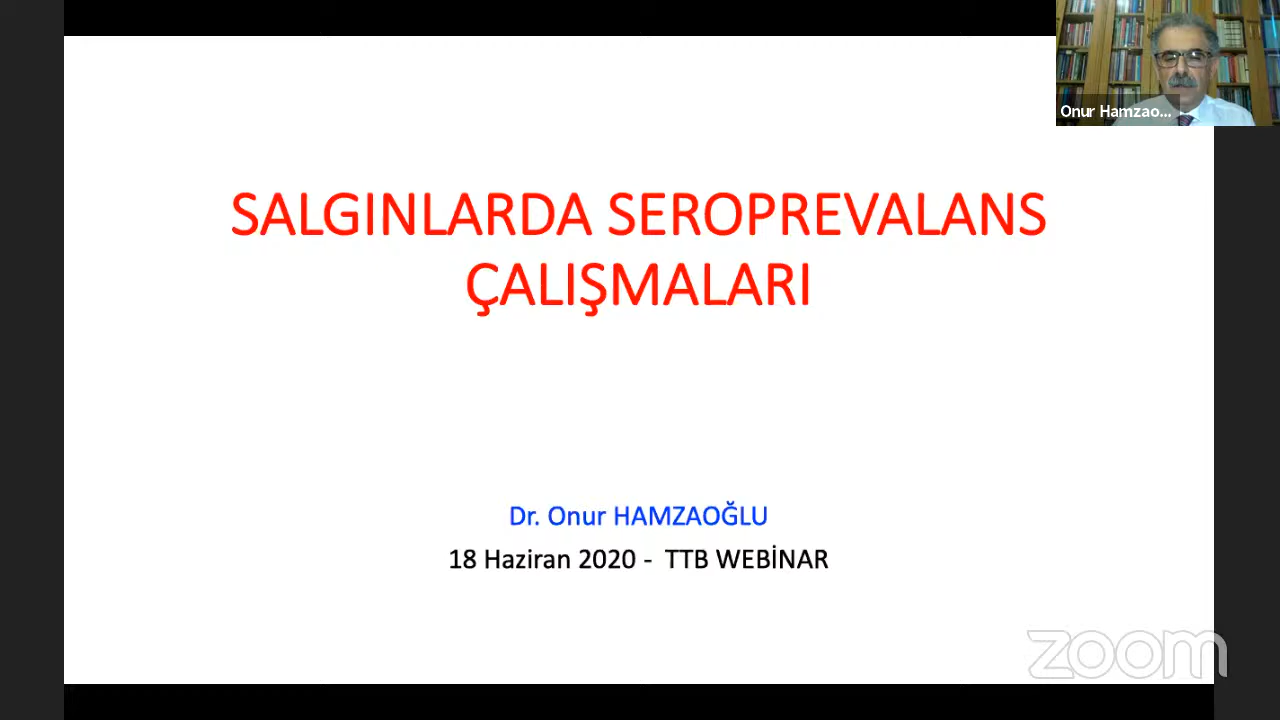 Onur Hamzao...
SALGINLARDA SEROPREVALANS
ÇALIŞMALARI
Dr. Onur HAMZAOĞLU
18 Haziran 2020 - TTB WEBİNAR
zoom